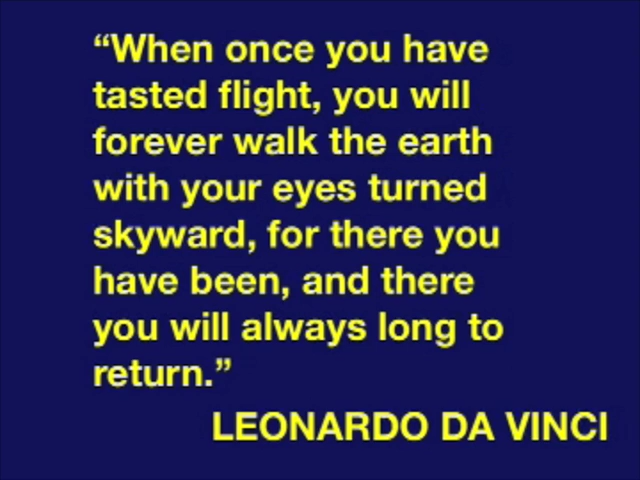 “When once you have
tasted flight, you will
forever walk the earth
with your eyes turned
skyward, for there you
have been, and there
you will always long to
return.”
LEONARDO DA VINCI